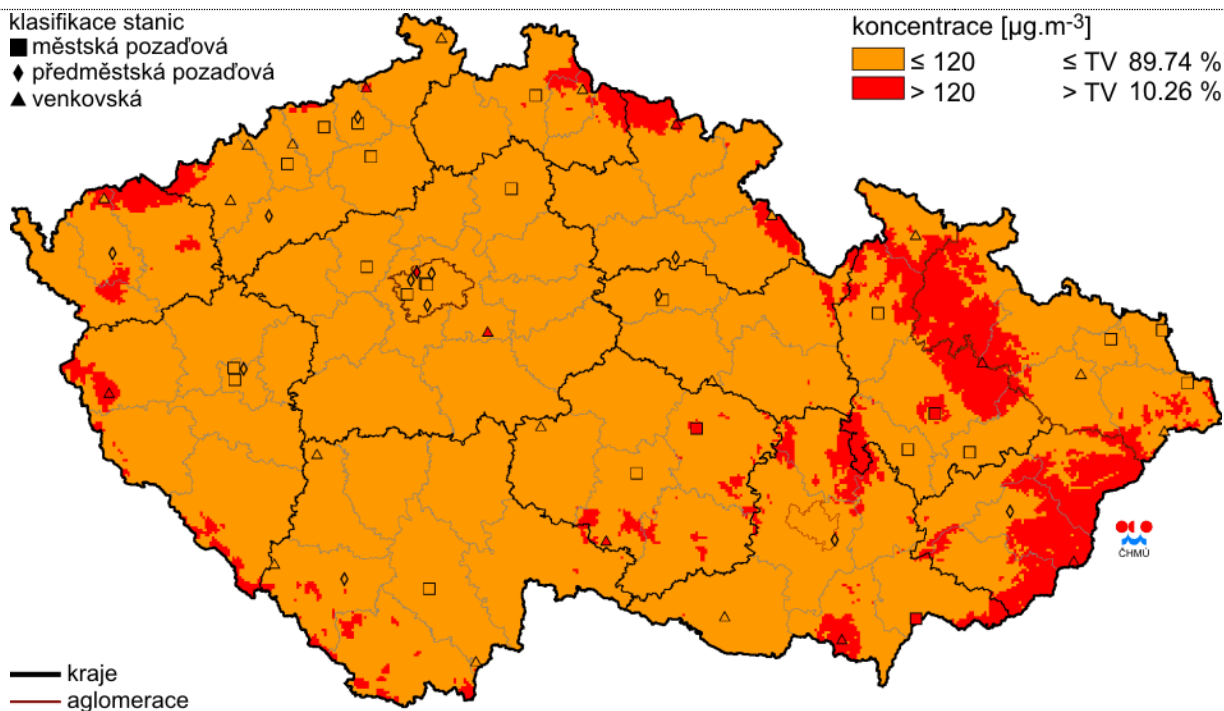 klasifikace stanic
městská pozaďová
předměstská pozaďová
venkovská
koncentrace [µg.m-3]
≤ 120 ≤ TV 89.74 %
> 120 > TV 10.26 %
ČHMÚ
kraje
aglomerace